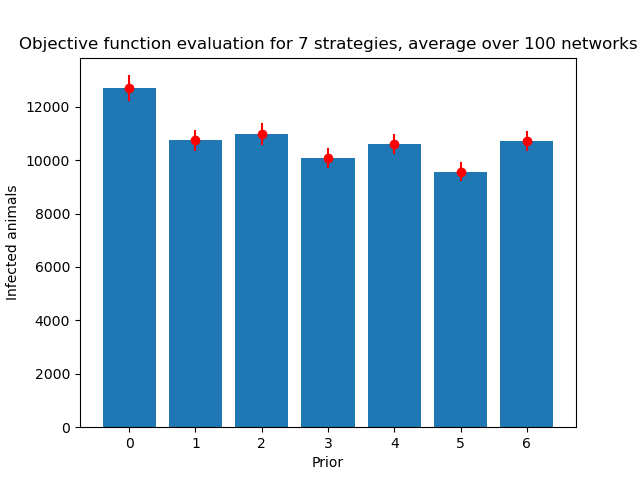 Objective function evaluation for 7 strategies, average over 100 networks
12000
10000
8000
6000
4000
2000
0
Infected animals
0 1 2 3 4 5 6
Prior